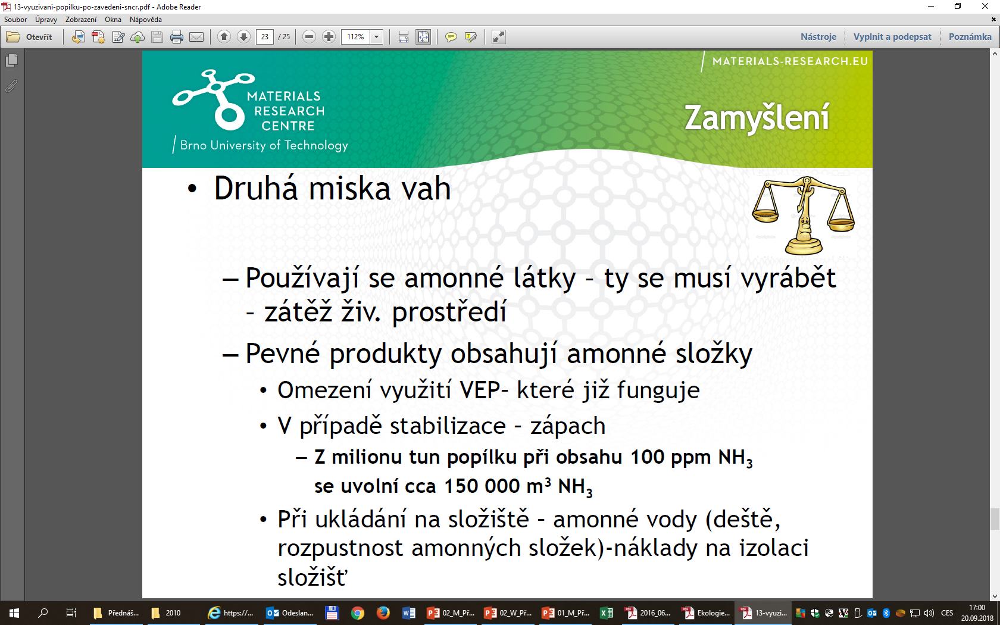 13-vyuzivani-popilku-po-zavedeni-sncr.pdf - Adobe Reader
Soubor Úpravy Zobrazení Okna Nápověda
Otevřít 23 / 25 112% Nástroje Vyplnit a podepsat Poznámka
MATERIALS-RESEARCH.EU
MATERIALS
RESEARCH
CENTRE
Brno University of Technology
Zamyšlení
• Druhá miska vah
– Používají se amonné látky – ty se musí vyrábět
– zátěž živ. prostředí
– Pevné produkty obsahují amonné složky
• Omezení využití VEP– které již funguje
• V případě stabilizace – zápach
– Z milionu tun popílku při obsahu 100 ppm NH₃
se uvolní cca 150 000 m³ NH₃
• Při ukládání na složiště – amonné vody (deště,
rozpustnost amonných složek)-náklady na izolaci
složišť
Přednáš... 2010 https://... Odeslan... 02_M_Př... 02_W_Př... 01_M_Př... 2016_06... Ekologie... 13-vyuzi... CES 17:00
20.09.2018